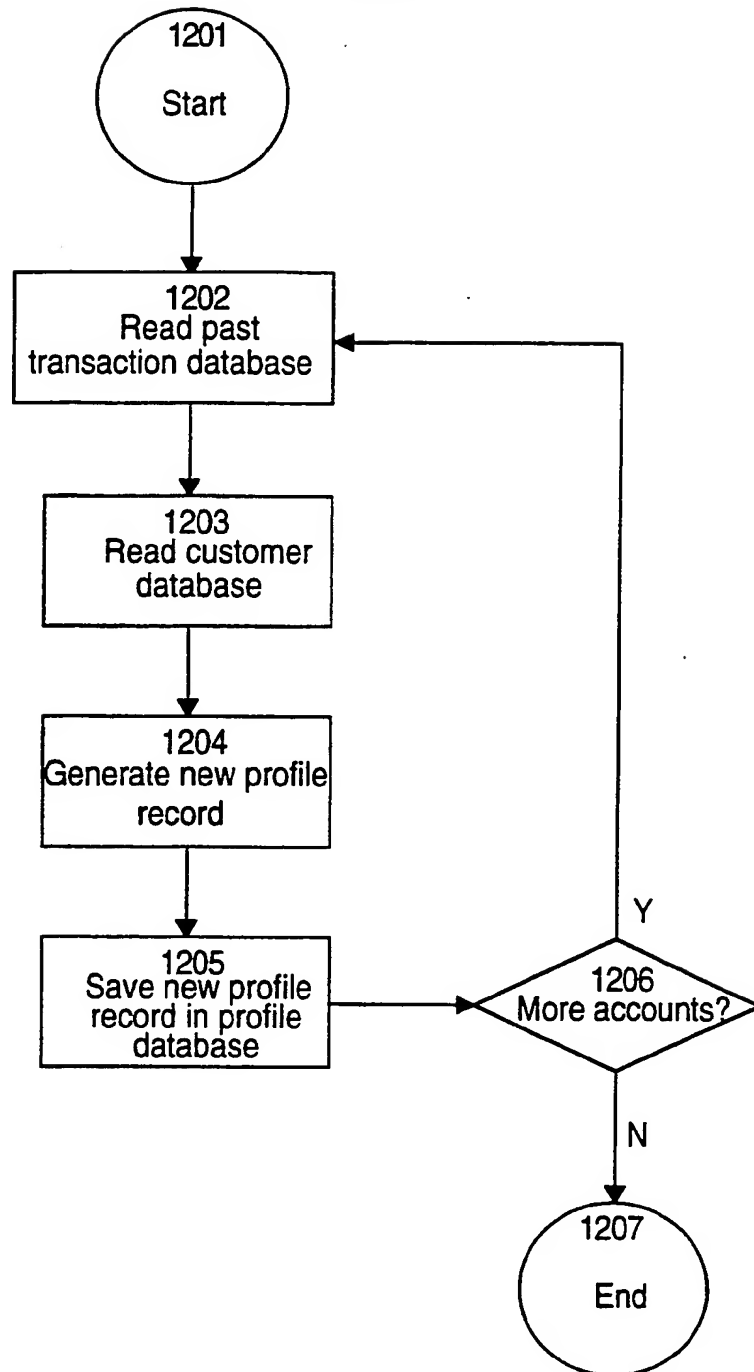 1201
Start
1202
Read past
transaction database
1203
Read customer
database
1204
Generate new profile
record
1205
Save new profile
record in profile
database
Y
1206
More accounts?
N
1207
End